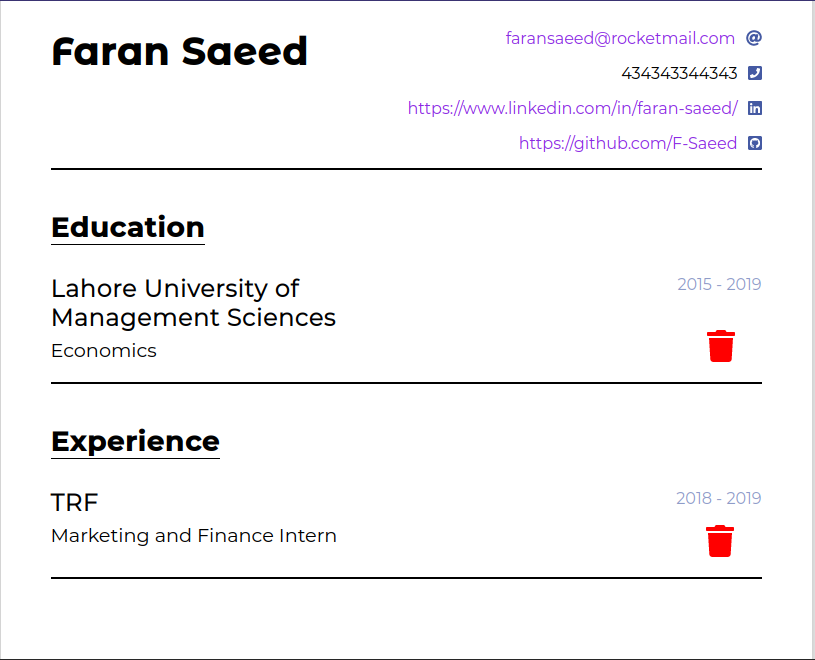 Faran Saeed
faransaeed@rocketmail.com
434343344343
https://www.linkedin.com/in/faran-saeed/
https://github.com/F-Saeed
Education
Lahore University of
Management Sciences
2015 - 2019
Economics
Experience
TRF
2018 - 2019
Marketing and Finance Intern